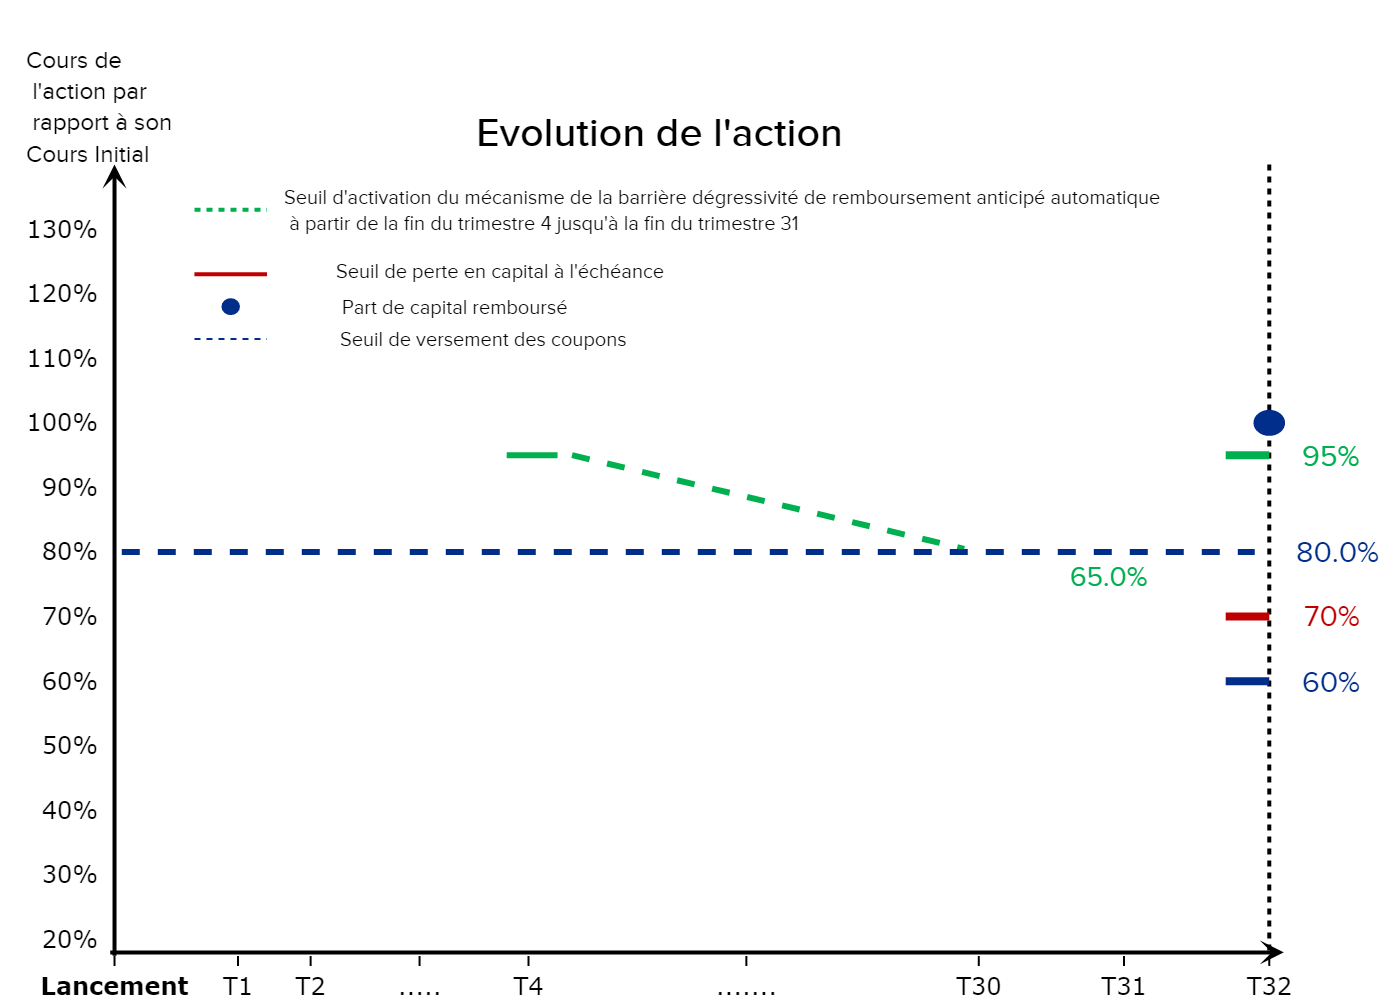 Cours de
l'action par
rapport à son
Cours Initial
Evolution de l'action
Seuil d'activation du mécanisme de la barrière dégressivité de remboursement anticipé automatique
à partir de la fin du trimestre 4 jusqu'à la fin du trimestre 31
Seuil de perte en capital à l'échéance
Part de capital remboursé
Seuil de versement des coupons
130%
120%
110%
100%
90%
80%
70%
60%
50%
40%
30%
20%
95%
80.0%
65.0%
70%
60%
Lancement T1 T2 ..... T4 ....... T30 T31 T32